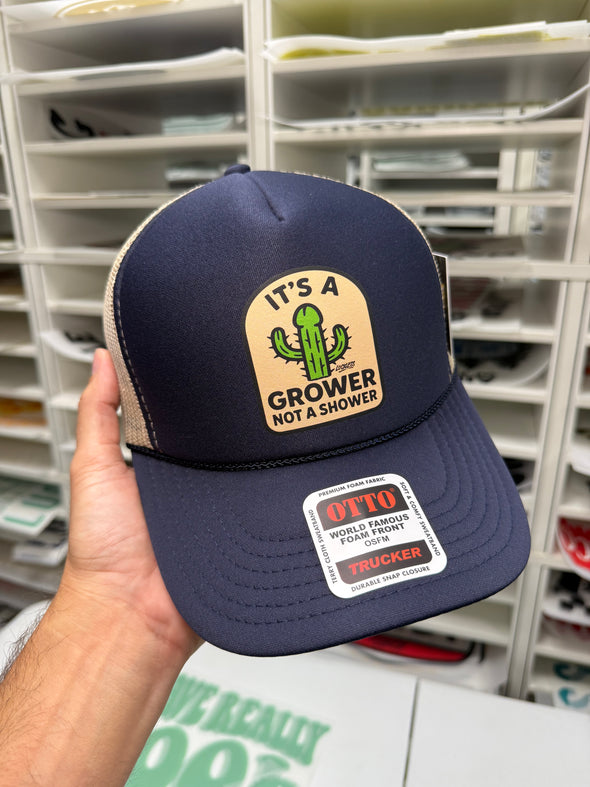 IT'S A
GROWER
NOT A SHOWER
PREMIUM FOAM FABRIC
SOFT & COMFY SWEATBAND
TERRY CLOTH SWEATBAND
OTTO
WORLD FAMOUS
FOAM FRONT
OSFM
TRUCKER
DURABLE SNAP CLOSURE
REALLY